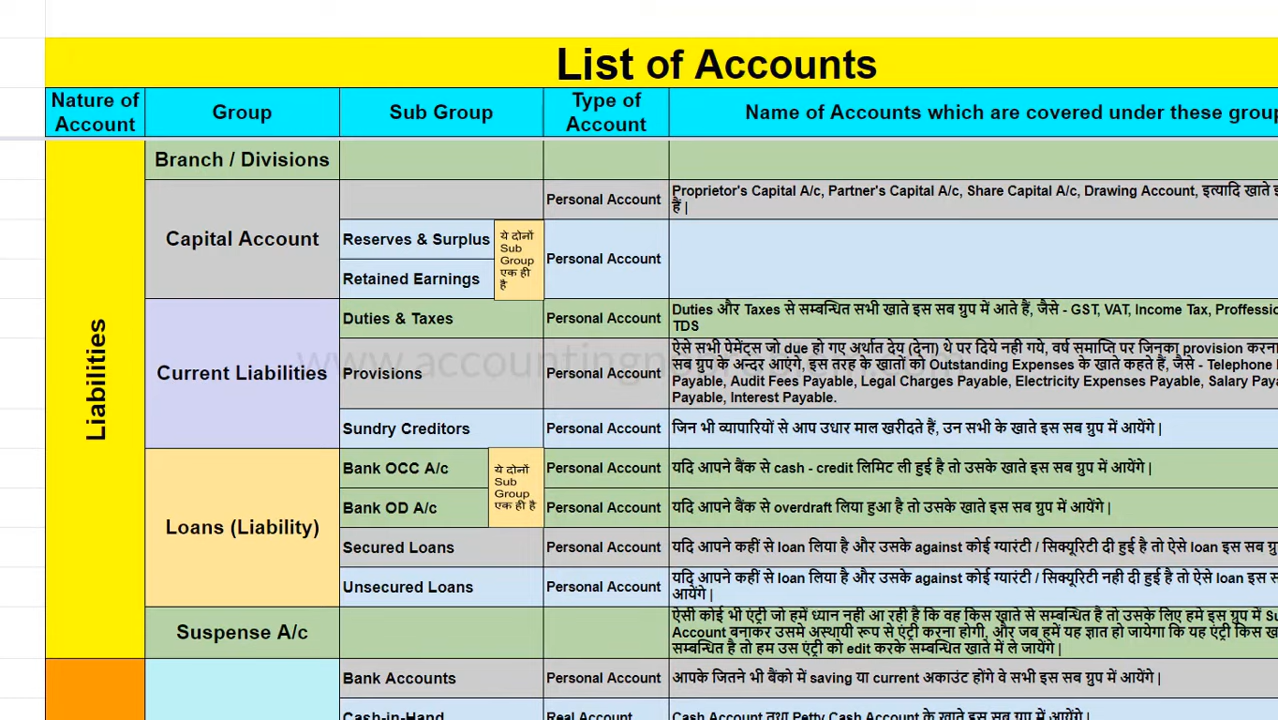 List of Accounts
Nature of Account
Group
Sub Group
Type of Account
Name of Accounts which are covered under these group
Liabilities
Branch / Divisions
Capital Account
Personal Account
Proprietor's Capital A/c, Partner's Capital A/c, Share Capital A/c, Drawing Account, इत्यादि खाते
हैं |
Reserves & Surplus
Retained Earnings
ये दोनों
Sub
Group
एक ही
है
Personal Account
Current Liabilities
Duties & Taxes
Personal Account
Duties और Taxes से सम्बन्धित सभी खाते इस सब ग्रुप में आते हैं, जैसे - GST, VAT, Income Tax, Proffessio
TDS
Provisions
Personal Account
ऐसे सभी पेमेंट्स जो due हो गए अर्थात देय (देना) थे पर दिये नही गये, वर्ष समाप्ति पर जिनका provision करना
सब ग्रुप के अन्दर आएंगे, इस तरह के खातों को Outstanding Expenses के खाते कहते हैं, जैसे - Telephone
Payable, Audit Fees Payable, Legal Charges Payable, Electricity Expenses Payable, Salary Paya
Payable, Interest Payable.
Sundry Creditors
Personal Account
जिन भी व्यापारियों से आप उधार माल खरीदते हैं, उन सभी के खाते इस सब ग्रुप में आयेंगे |
Loans (Liability)
Bank OCC A/c
Personal Account
यदि आपने बैंक से cash - credit लिमिट ली हुई है तो उसके खाते इस सब ग्रुप में आयेंगे |
Bank OD A/c
ये दोनों
Sub
Group
एक ही है
Personal Account
यदि आपने बैंक से overdraft लिया हुआ है तो उसके खाते इस सब ग्रुप में आयेंगे |
Secured Loans
Personal Account
यदि आपने कहीं से loan लिया है और उसके against कोई ग्यारंटी / सिक्यूरिटी दी हुई है तो ऐसे loan इस सब ग्रु
Unsecured Loans
Personal Account
यदि आपने कहीं से loan लिया है और उसके against कोई ग्यारंटी / सिक्यूरिटी नही दी हुई है तो ऐसे loan इस स
आयेंगे |
Suspense A/c
ऐसी कोई भी एंट्री जो हमें ध्यान नही आ रही है कि वह किस खाते से सम्बन्धित है तो उसके लिए हमे इस ग्रुप में Su
Account बनाकर उसमे अस्थायी रूप से एंट्री करना होगी, और जब हमें यह ज्ञात हो जायेगा कि यह एंट्री किस ख
सम्बन्धित है तो हम उस एंट्री को edit करके सम्बन्धित खाते में ले जायेंगे |
Bank Accounts
Personal Account
आपके जितने भी बैंको में saving या current अकाउंट होंगे वे सभी इस सब ग्रुप में आयेंगे |
Cash-in-Hand
Real Account
Cash Account तथा Petty Cash Account के खाते इस सब ग्रुप में आयेंगे |